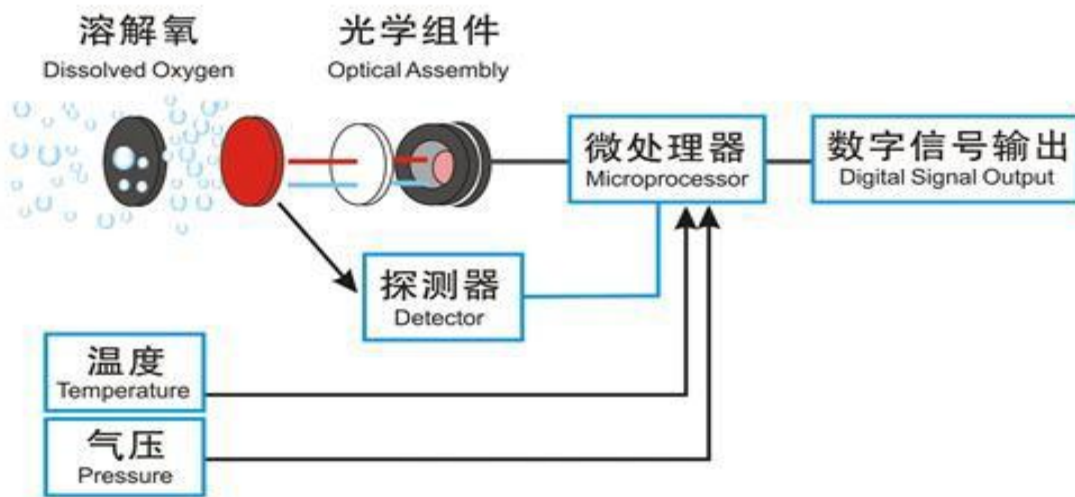 溶解氧
Dissolved Oxygen
光学组件
Optical Assembly
微处理器
Microprocessor
数字信号输出
Digital Signal Output
探测器
Detector
温度
Temperature
气压
Pressure